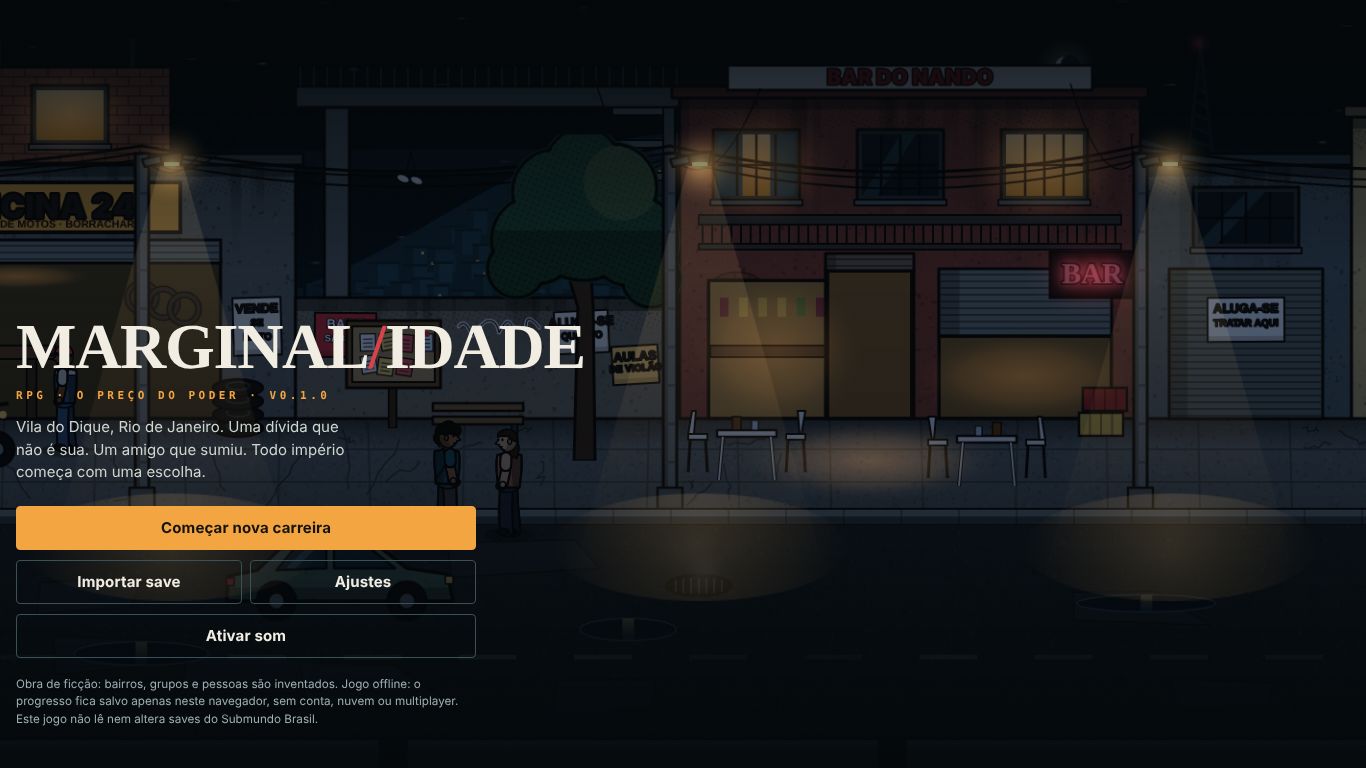 BAR DO NANDO
CINA 24
DE MOTOS · BORRACHAR
BAR
VENDE
ALUGA-SE
TRATAR AQUI
AULAS
DE VIOLÃO
MARGINAL/IDADE
RPG · O PREÇO DO PODER · V0.1.0
Vila do Dique, Rio de Janeiro. Uma dívida que
não é sua. Um amigo que sumiu. Todo império
começa com uma escolha.
Começar nova carreira
Importar save
Ajustes
Ativar som
Obra de ficção: bairros, grupos e pessoas são inventados. Jogo offline: o
progresso fica salvo apenas neste navegador, sem conta, nuvem ou multiplayer.
Este jogo não lê nem altera saves do Submundo Brasil.